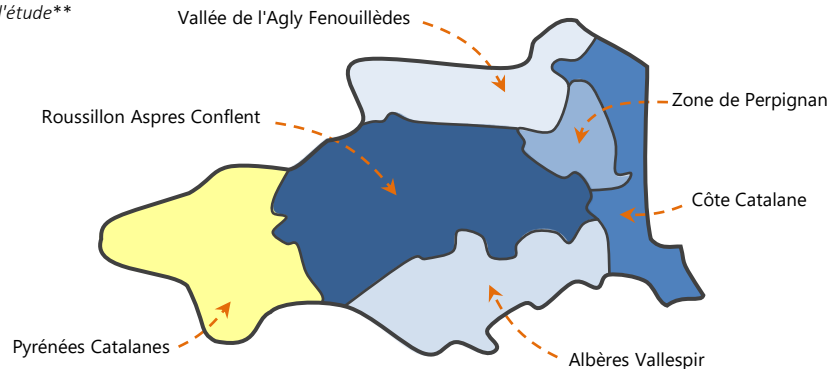 l'étude**
Vallée de l'Agly Fenouillèdes
Zone de Perpignan
Roussillon Aspres Conflent
Côte Catalane
Pyrénées Catalanes
Albères Vallespir